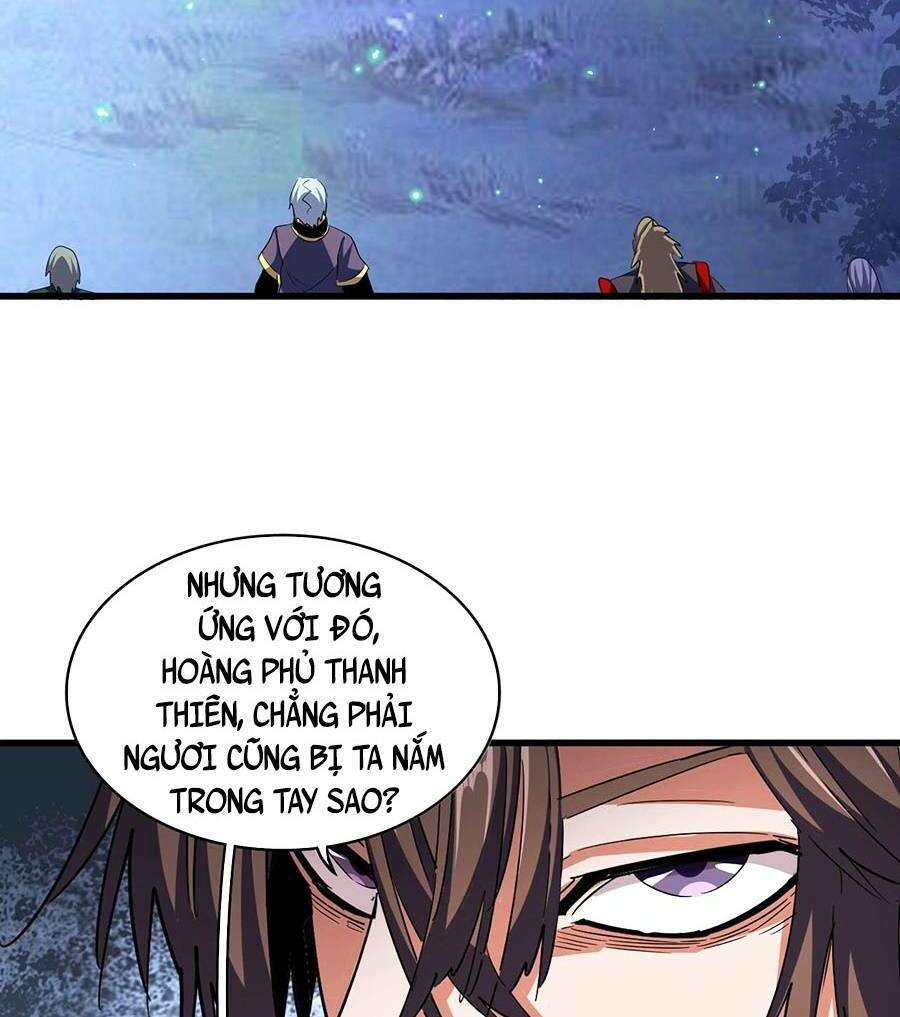 NHƯNG TƯƠNG
ỨNG VỚI ĐÓ,
HOÀNG PHỦ THANH
THIÊN, CHẲNG PHẢI
NGƯƠI CŨNG BỊ TA NẮM
TRONG TAY SAO?